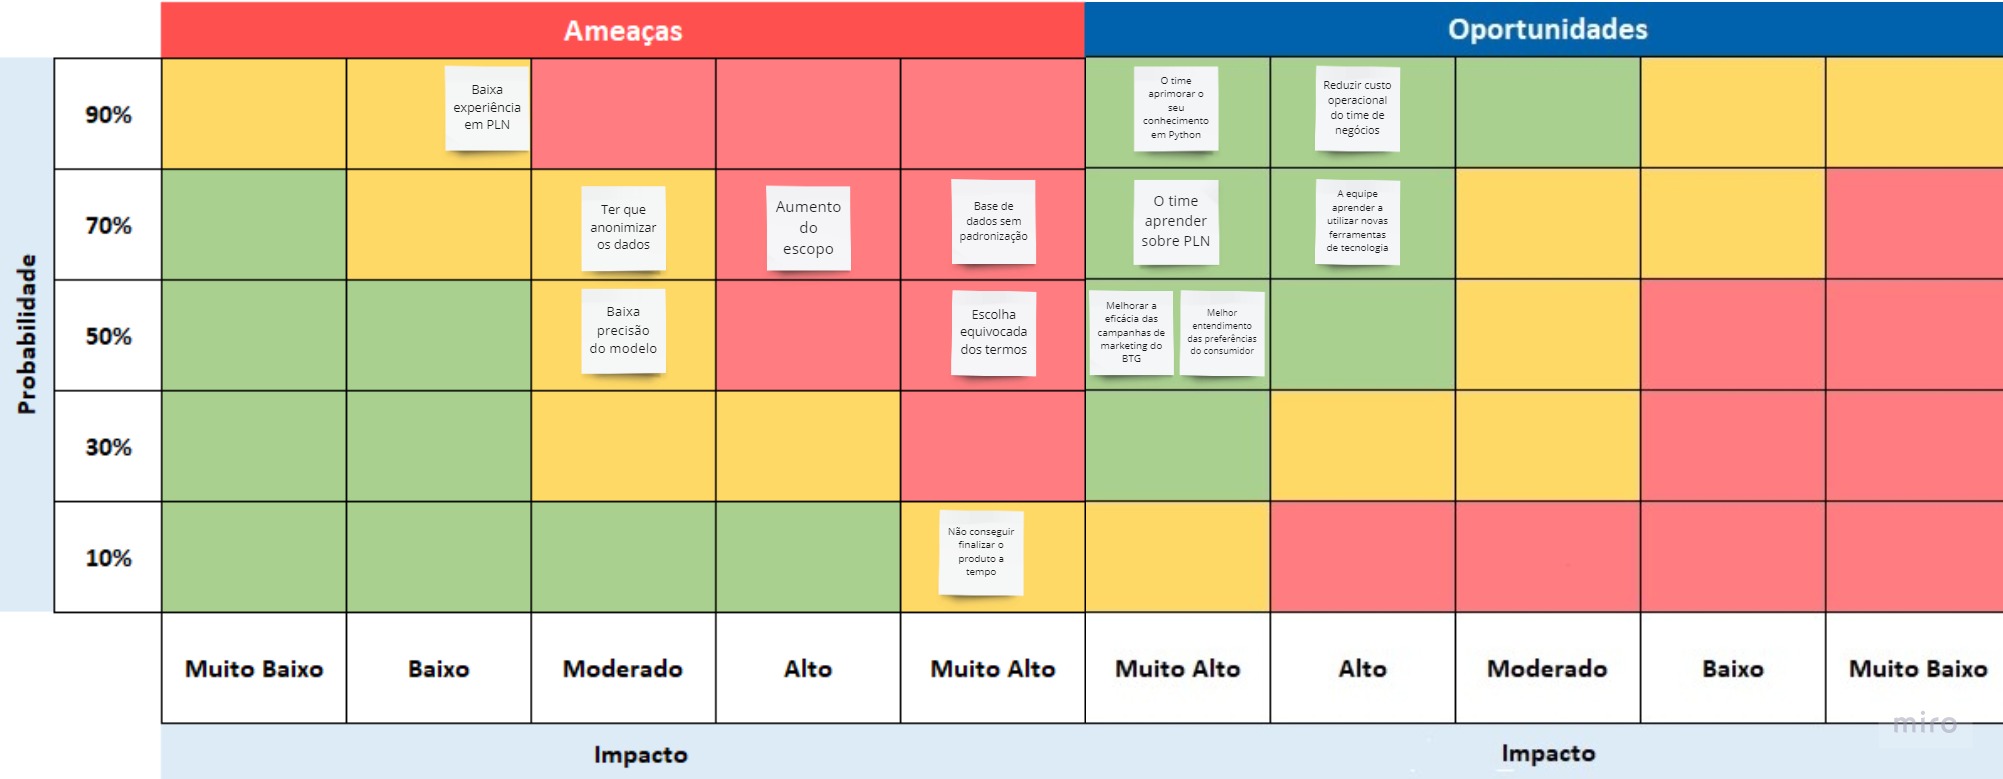 Ameaças
Oportunidades
Probabilidade
90%
Baixa
experiência
em PLN
O time
aprimorar o
seu
conhecimento
em Python
Reduzir custo
operacional
do time de
negócios
70%
Ter que
anonimizar
os dados
Aumento
do
escopo
Base de
dados sem
padronização
O time
aprender
sobre PLN
A equipe
aprender a
utilizar novas
ferramentas
de tecnologia
50%
Baixa
precisão
do modelo
Escolha
equivocada
dos termos
Melhorar a
eficácia das
campanhas de
marketing do
BTG
Melhor
entendimento
das preferências
do consumidor
30%
10%
Não conseguir
finalizar o
produto a
tempo
Muito Baixo
Baixo
Moderado
Alto
Muito Alto
Muito Alto
Alto
Moderado
Baixo
Muito Baixo
miro
Impacto
Impacto